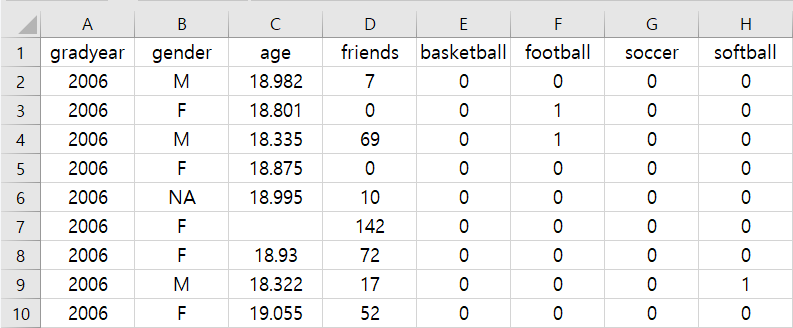 A B C D E F G H
1 gradyear gender age friends basketball football soccer softball
2 2006 M 18.982 7 0 0 0 0
3 2006 F 18.801 0 0 1 0 0
4 2006 M 18.335 69 0 1 0 0
5 2006 F 18.875 0 0 0 0 0
6 2006 NA 18.995 10 0 0 0 0
7 2006 F 142 0 0 0 0
8 2006 F 18.93 72 0 0 0 0
9 2006 M 18.322 17 0 0 0 1
10 2006 F 19.055 52 0 0 0 0